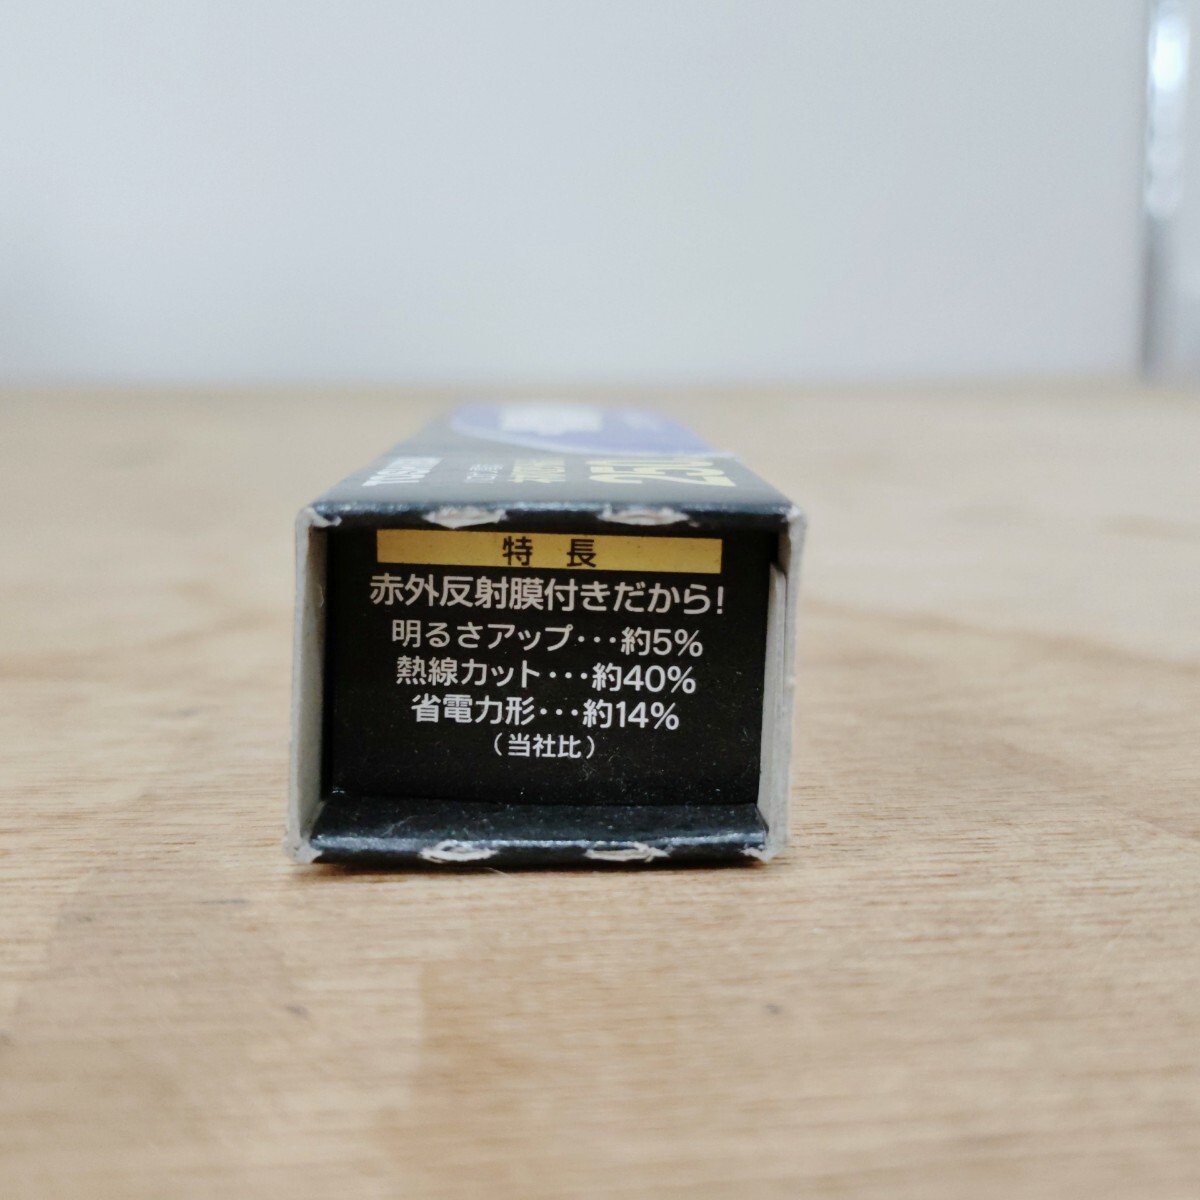 TOSHIBA
特 長
赤外反射膜付きだから!
明るさアップ･･･約5%
熱線カット･･･約40%
省電力形･･･約14%
(当社比)